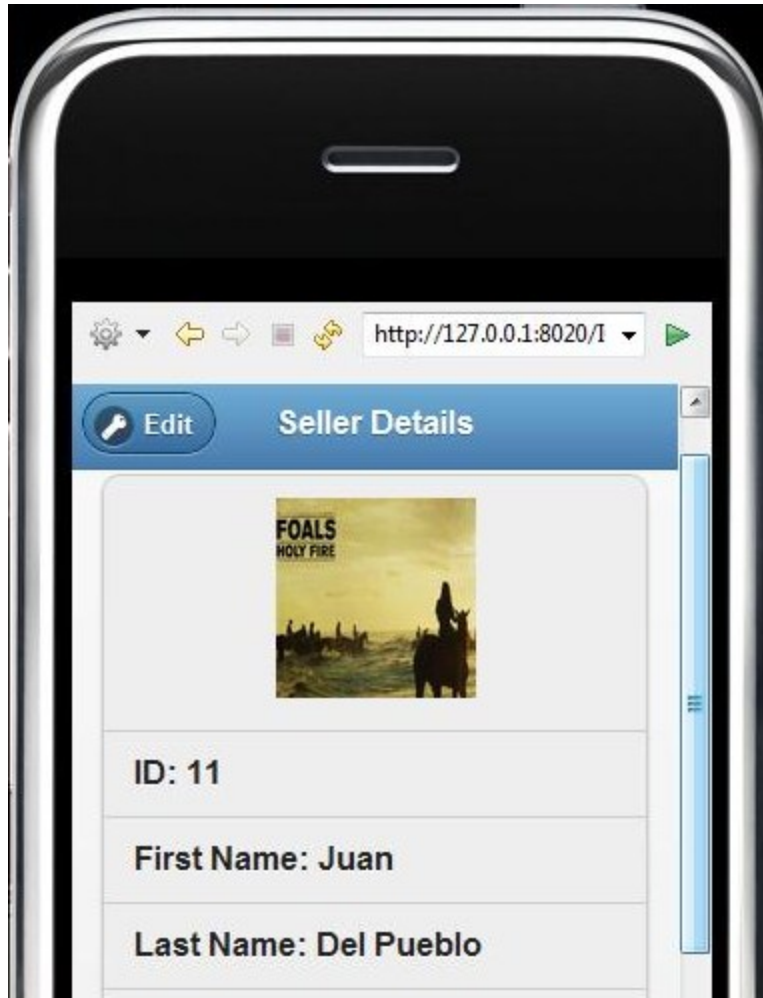 http://127.0.0.1:8020/I
Edit
Seller Details
FOALS
HOLY FIRE
ID: 11
First Name: Juan
Last Name: Del Pueblo